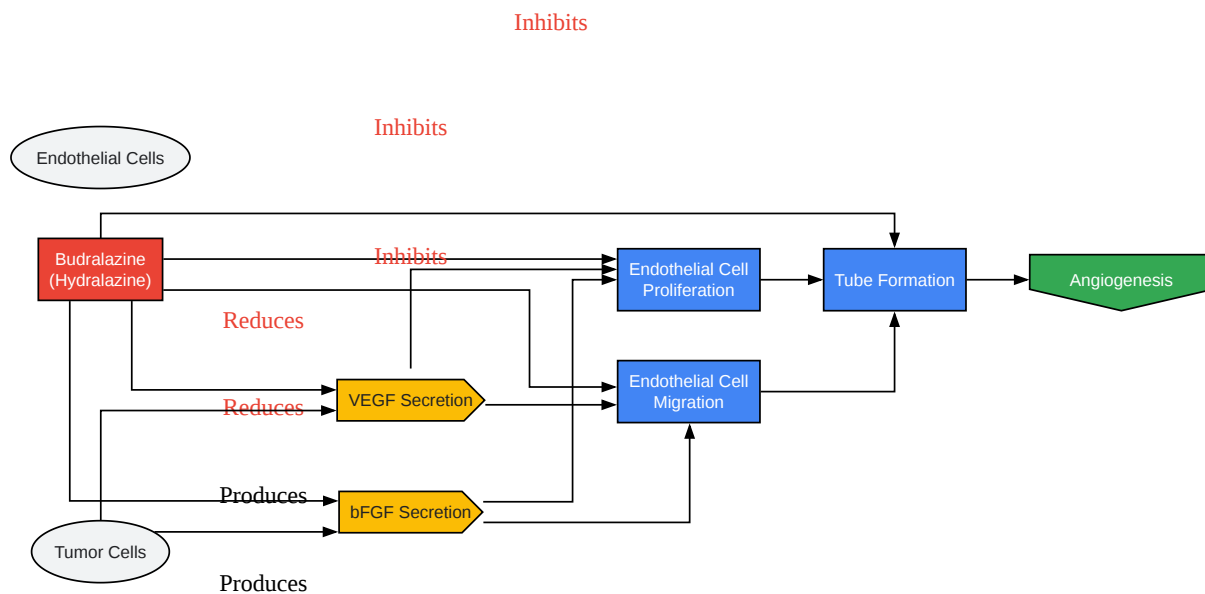 Inhibits
Inhibits
Endothelial Cells
Budralazine
(Hydralazine)
Inhibits
Endothelial Cell
Proliferation
Tube Formation
Angiogenesis
Reduces
Endothelial Cell
Migration
VEGF Secretion
Reduces
Produces
bFGF Secretion
Tumor Cells
Produces